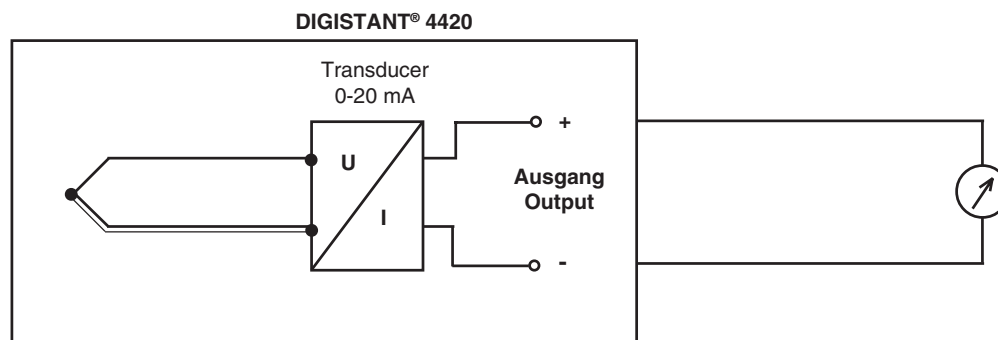 DIGISTANT® 4420
Transducer
0-20 mA
+
U
Ausgang
Output
I
-